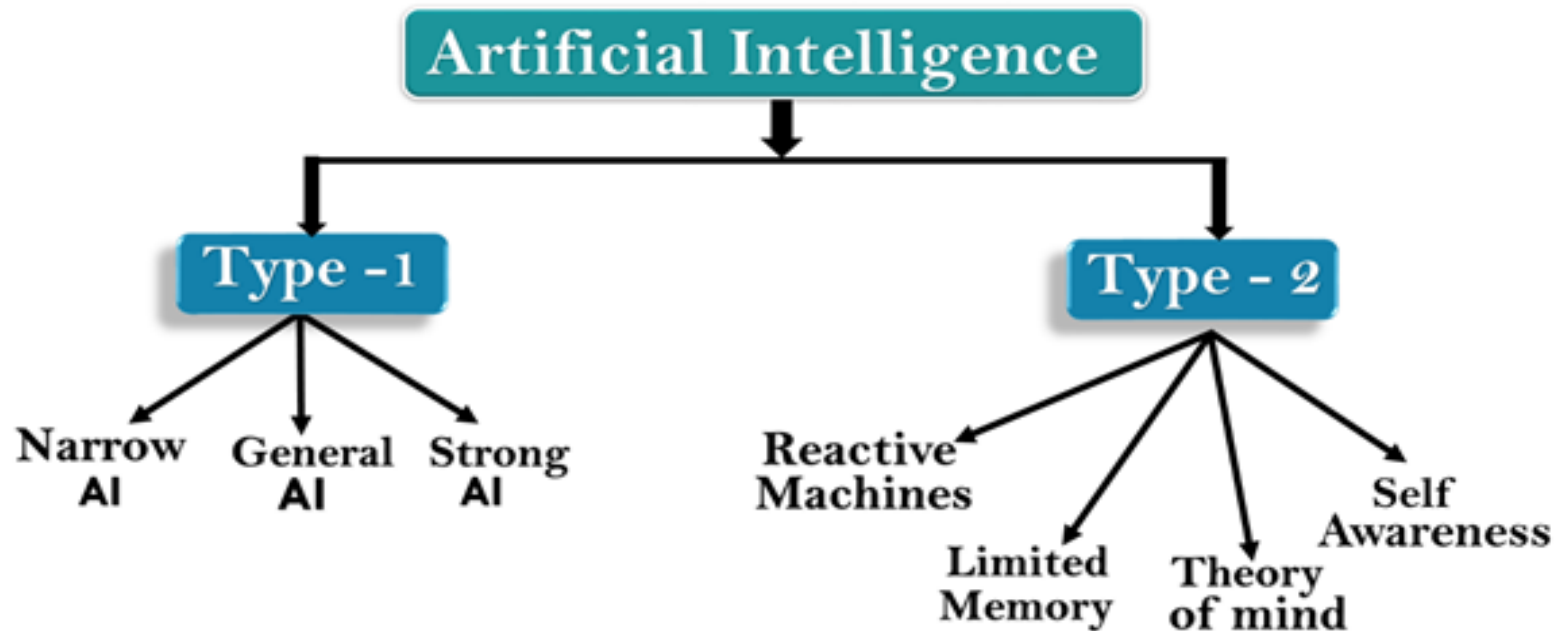 Artificial Intelligence
Type -1
Type - 2
Narrow
AI
General
AI
Strong
AI
Reactive
Machines
Limited
Memory
Theory
of mind
Self
Awareness